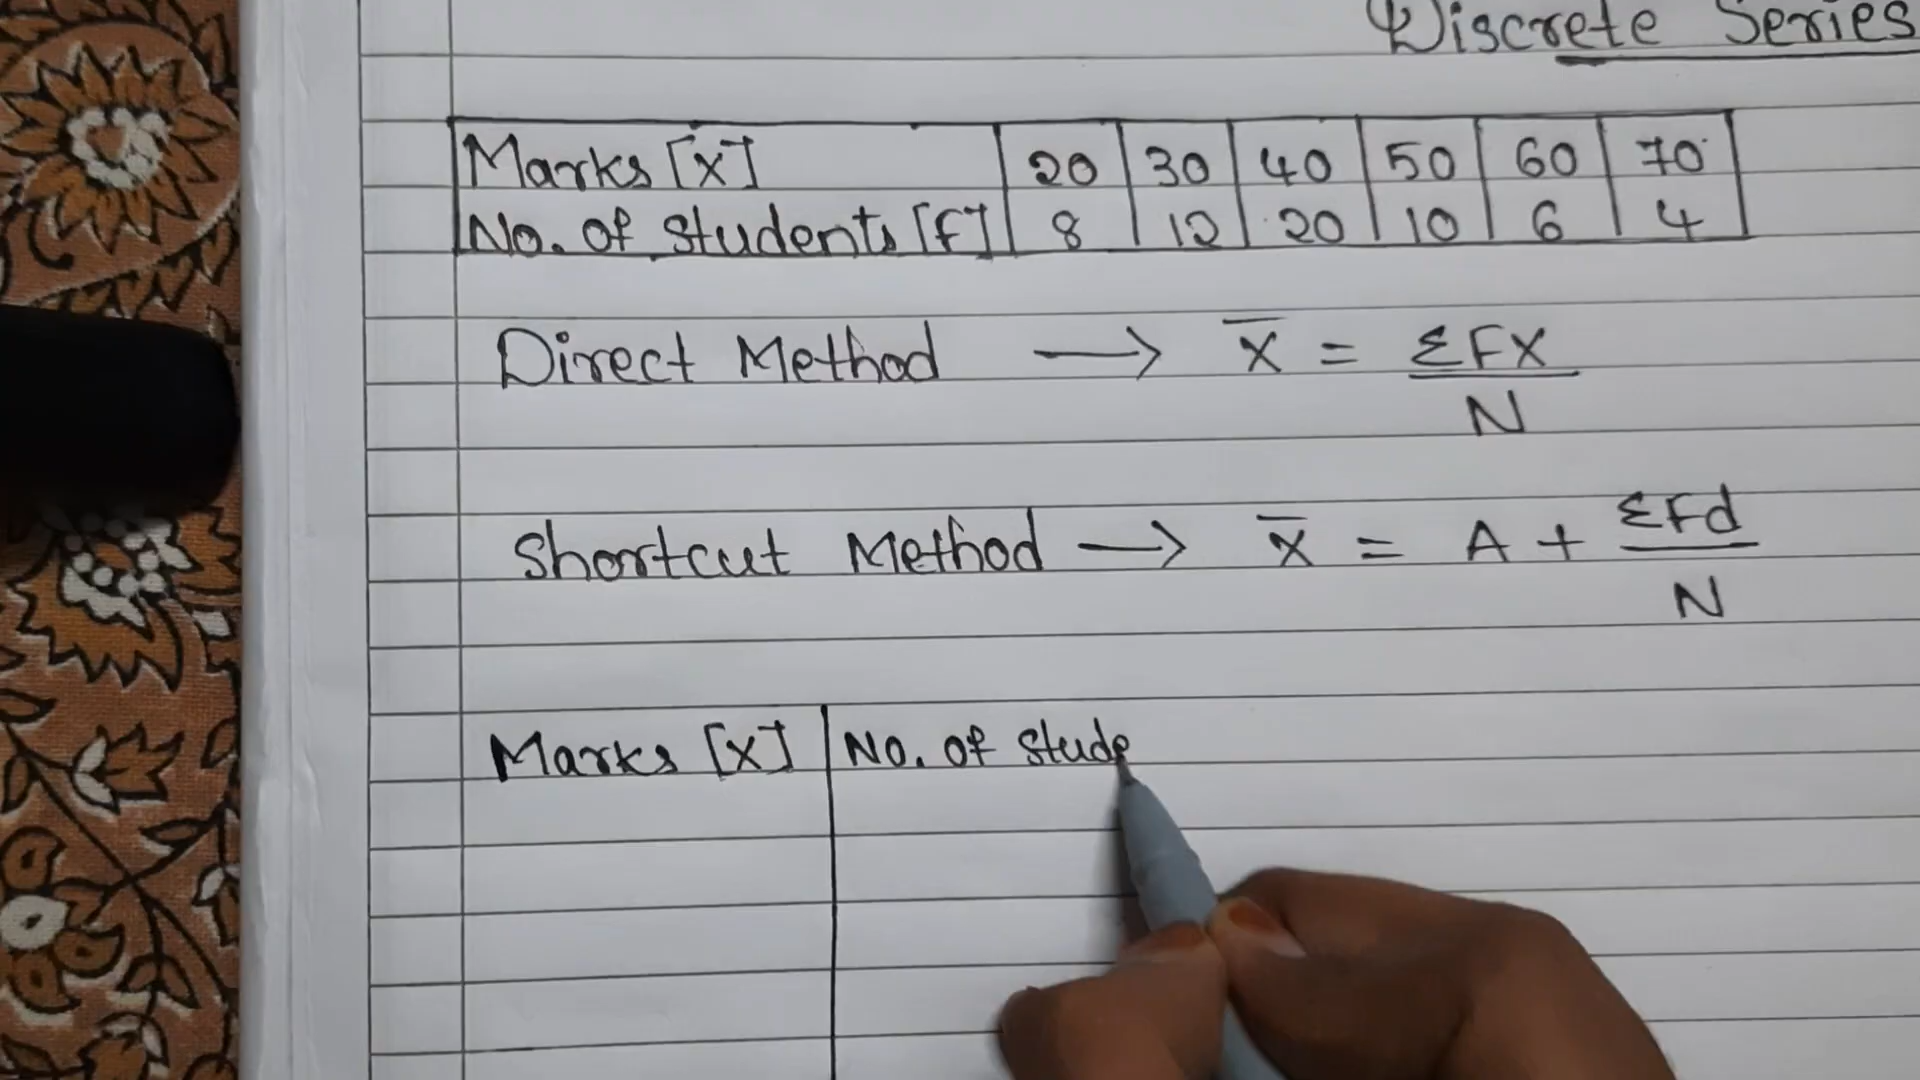 Discrete Series
Marks [X] 20 30 40 50 60 70
No. of Students [F] 8 12 20 10 6 4
Direct Method → X̅ = ΣFX / N
Shortcut Method → X̅ = A + ΣFd / N
Marks [X] No. of Stude